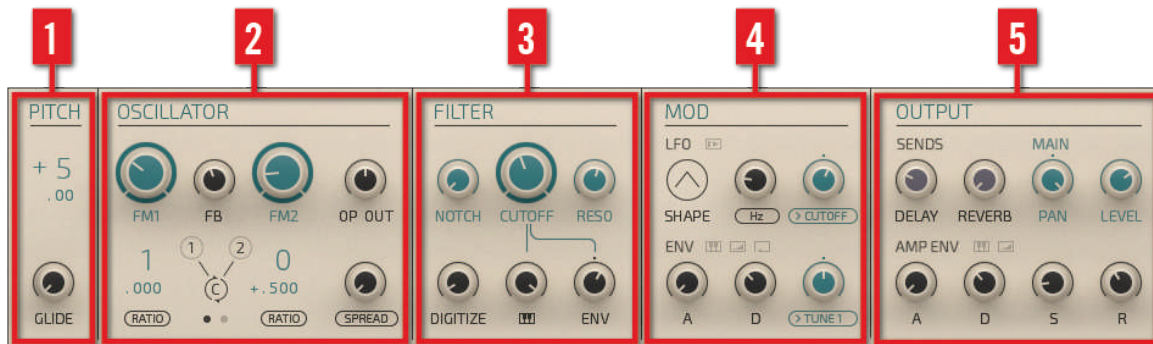 1 2 3 4 5
PITCH OSCILLATOR FILTER MOD OUTPUT
LFO SENDS MAIN
+ 5
.00
FM1 FB FM2 OP OUT NOTCH CUTOFF RESO SHAPE Hz > CUTOFF DELAY REVERB PAN LEVEL
1 2
ENV AMP ENV
1 0
.000 C +.500
GLIDE RATIO RATIO SPREAD DIGITIZE ENV A D > TUNE 1 A D S R